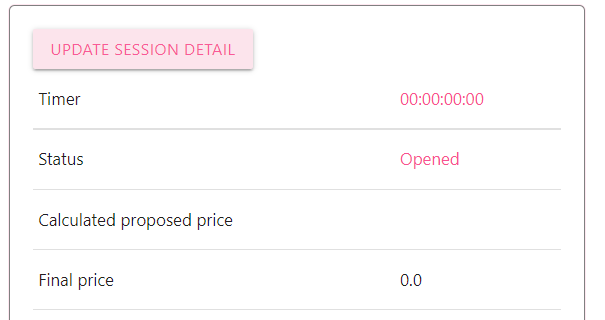 UPDATE SESSION DETAIL
Timer 00:00:00:00
Status Opened
Calculated proposed price
Final price 0.0